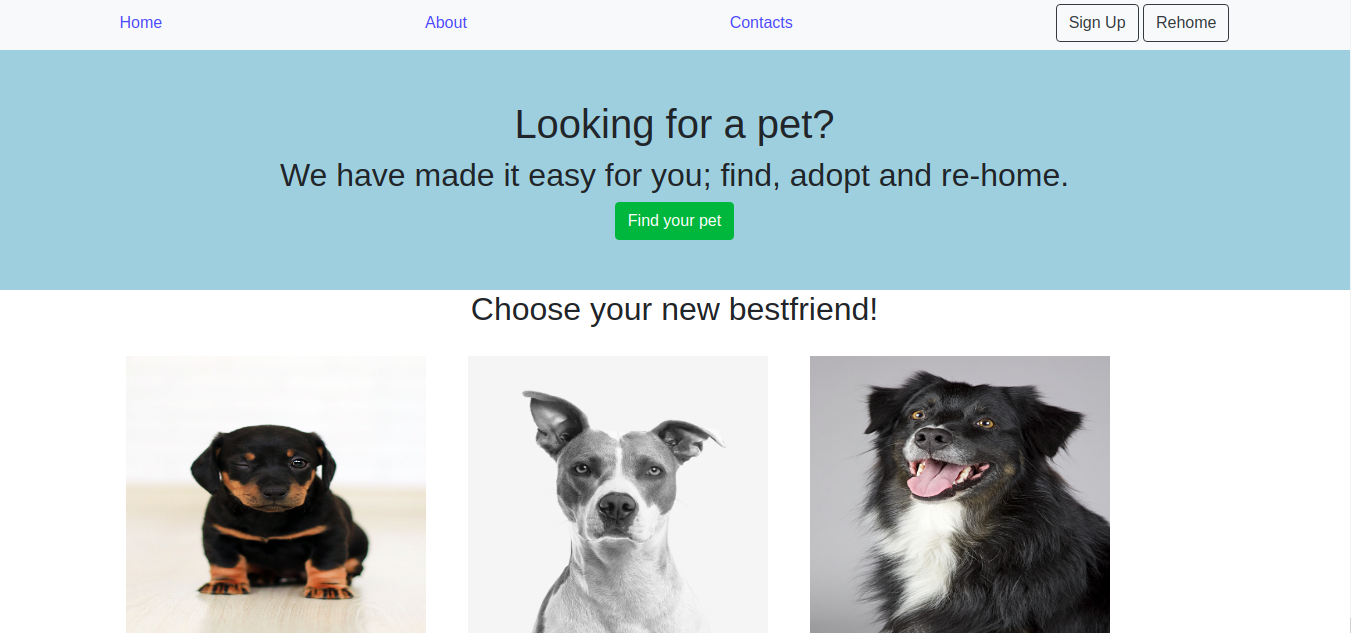 Home About Contacts Sign Up Rehome
Looking for a pet?
We have made it easy for you; find, adopt and re-home.
Find your pet
Choose your new bestfriend!